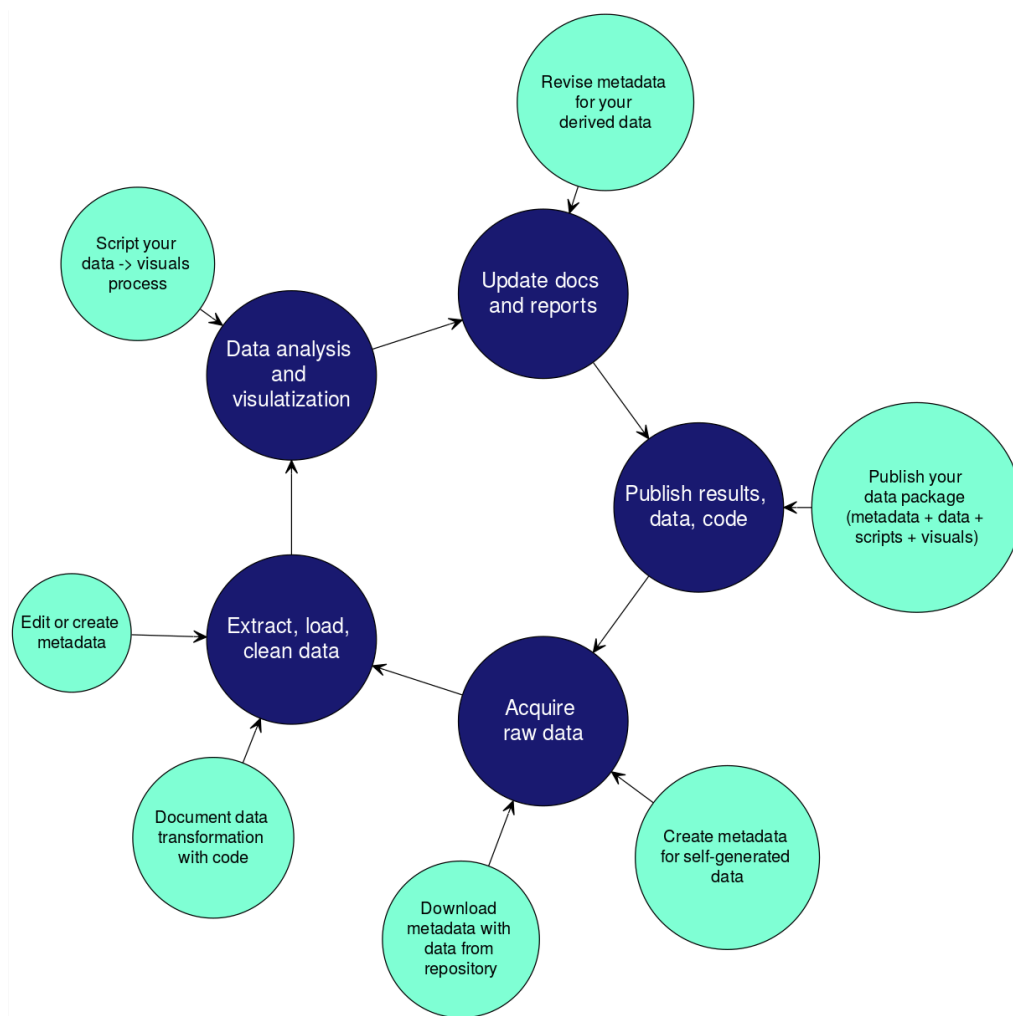 Revise metadata
for your
derived data
Script your
data -> visuals
process
Update docs
and reports
Data analysis
and
visulatization
Publish results,
data, code
Publish your
data package
(metadata + data +
scripts + visuals)
Edit or create
metadata
Extract, load,
clean data
Acquire
raw data
Document data
transformation
with code
Create metadata
for self-generated
data
Download
metadata with
data from
repository